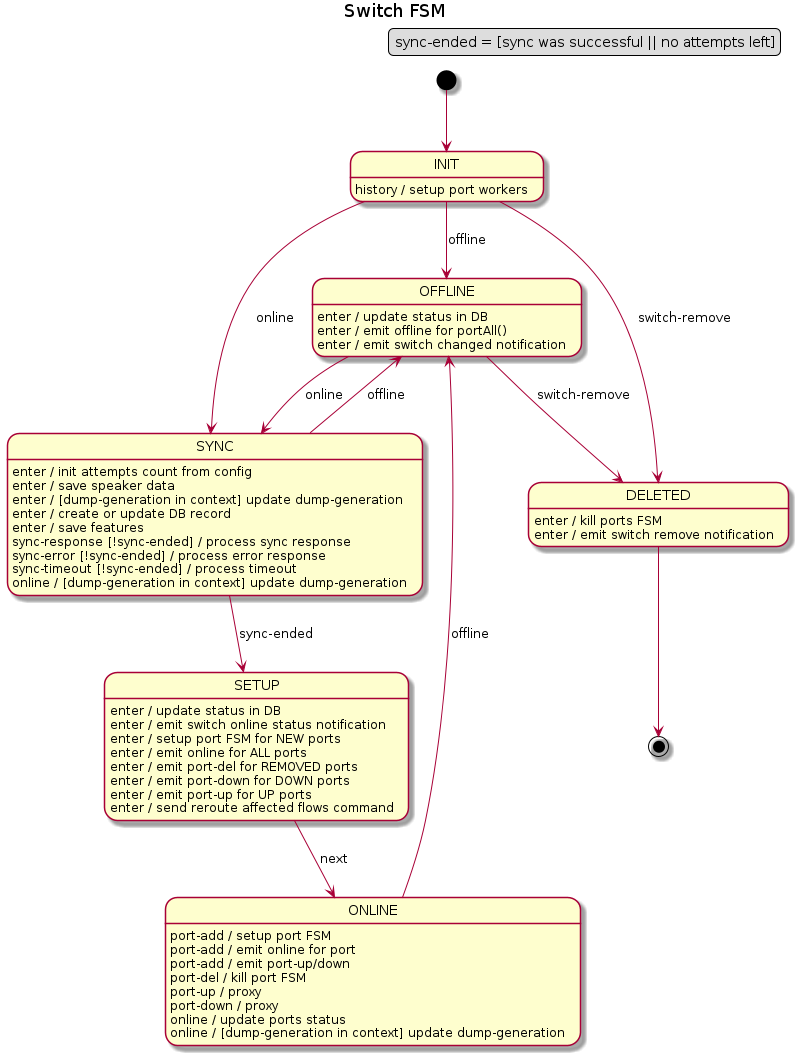 Switch FSM
sync-ended = [sync was successful || no attempts left]
INIT
history / setup port workers
offline
OFFLINE
enter / update status in DB
enter / emit offline for portAll()
enter / emit switch changed notification
online
switch-remove
online
offline
switch-remove
SYNC
enter / init attempts count from config
enter / save speaker data
enter / [dump-generation in context] update dump-generation
enter / create or update DB record
enter / save features
sync-response [!sync-ended] / process sync response
sync-error [!sync-ended] / process error response
sync-timeout [!sync-ended] / process timeout
online / [dump-generation in context] update dump-generation
DELETED
enter / kill ports FSM
enter / emit switch remove notification
sync-ended
offline
SETUP
enter / update status in DB
enter / emit switch online status notification
enter / setup port FSM for NEW ports
enter / emit online for ALL ports
enter / emit port-del for REMOVED ports
enter / emit port-down for DOWN ports
enter / emit port-up for UP ports
enter / send reroute affected flows command
next
ONLINE
port-add / setup port FSM
port-add / emit online for port
port-add / emit port-up/down
port-del / kill port FSM
port-up / proxy
port-down / proxy
online / update ports status
online / [dump-generation in context] update dump-generation